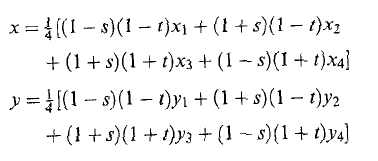 x = ¼[(1 − s)(1 − t)x₁ + (1 + s)(1 − t)x₂
+ (1 + s)(1 + t)x₃ + (1 − s)(1 + t)x₄]
y = ¼[(1 − s)(1 − t)y₁ + (1 + s)(1 − t)y₂
+ (1 + s)(1 + t)y₃ + (1 − s)(1 + t)y₄]